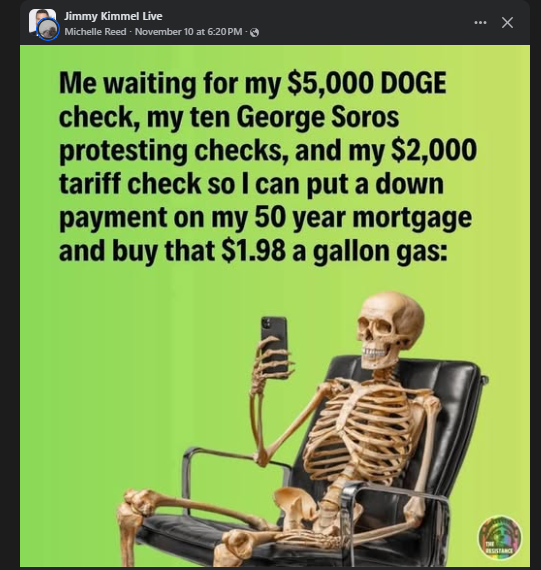 Jimmy Kimmel Live
Michelle Reed · November 10 at 6:20 PM ·
Me waiting for my $5,000 DOGE
check, my ten George Soros
protesting checks, and my $2,000
tariff check so I can put a down
payment on my 50 year mortgage
and buy that $1.98 a gallon gas:
THE
RESISTANCE